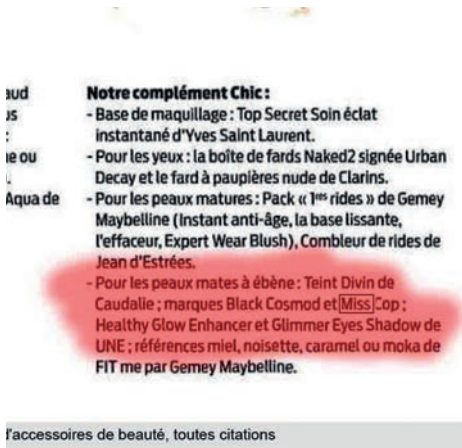 aud
us
:
ne ou
.
Aqua de
Notre complément Chic :
- Base de maquillage : Top Secret Soin éclat
instantané d'Yves Saint Laurent.
- Pour les yeux : la boîte de fards Naked2 signée Urban
Decay et le fard à paupières nude de Clarins.
- Pour les peaux matures : Pack « 1res rides » de Gemey
Maybelline (Instant anti-âge, la base lissante,
l'effaceur, Expert Wear Blush), Combleur de rides de
Jean d'Estrées.
- Pour les peaux mates à ébène : Teint Divin de
Caudalie ; marques Black Cosmod et Miss Cop ;
Healthy Glow Enhancer et Glimmer Eyes Shadow de
UNE ; références miel, noisette, caramel ou moka de
FIT me par Gemey Maybelline.
d'accessoires de beauté, toutes citations